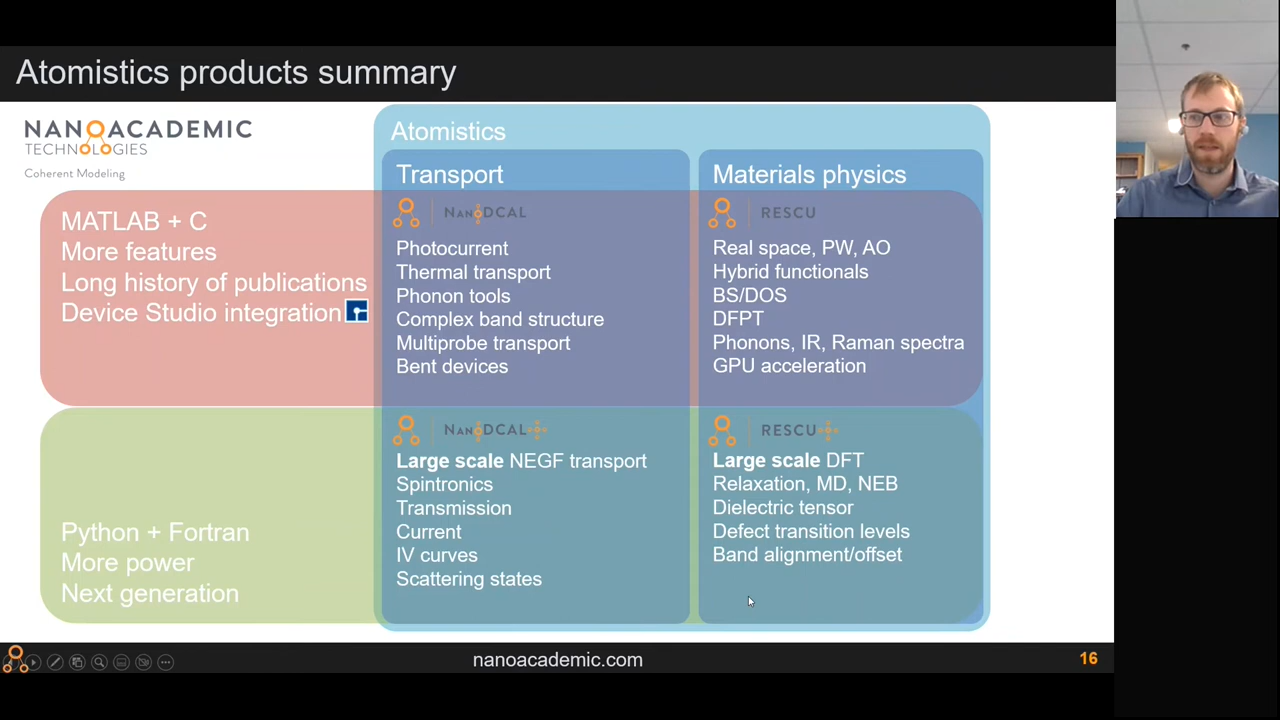 Atomistics products summary
NANOACADEMIC
TECHNOLOGIES
Coherent Modeling
Atomistics
Transport
Materials physics
MATLAB + C
More features
Long history of publications
Device Studio integration
NANODCAL
Photocurrent
Thermal transport
Phonon tools
Complex band structure
Multiprobe transport
Bent devices
RESCU
Real space, PW, AO
Hybrid functionals
BS/DOS
DFPT
Phonons, IR, Raman spectra
GPU acceleration
Python + Fortran
More power
Next generation
NANODCAL+
Large scale NEGF transport
Spintronics
Transmission
Current
IV curves
Scattering states
RESCU+
Large scale DFT
Relaxation, MD, NEB
Dielectric tensor
Defect transition levels
Band alignment/offset
nanoacademic.com
16